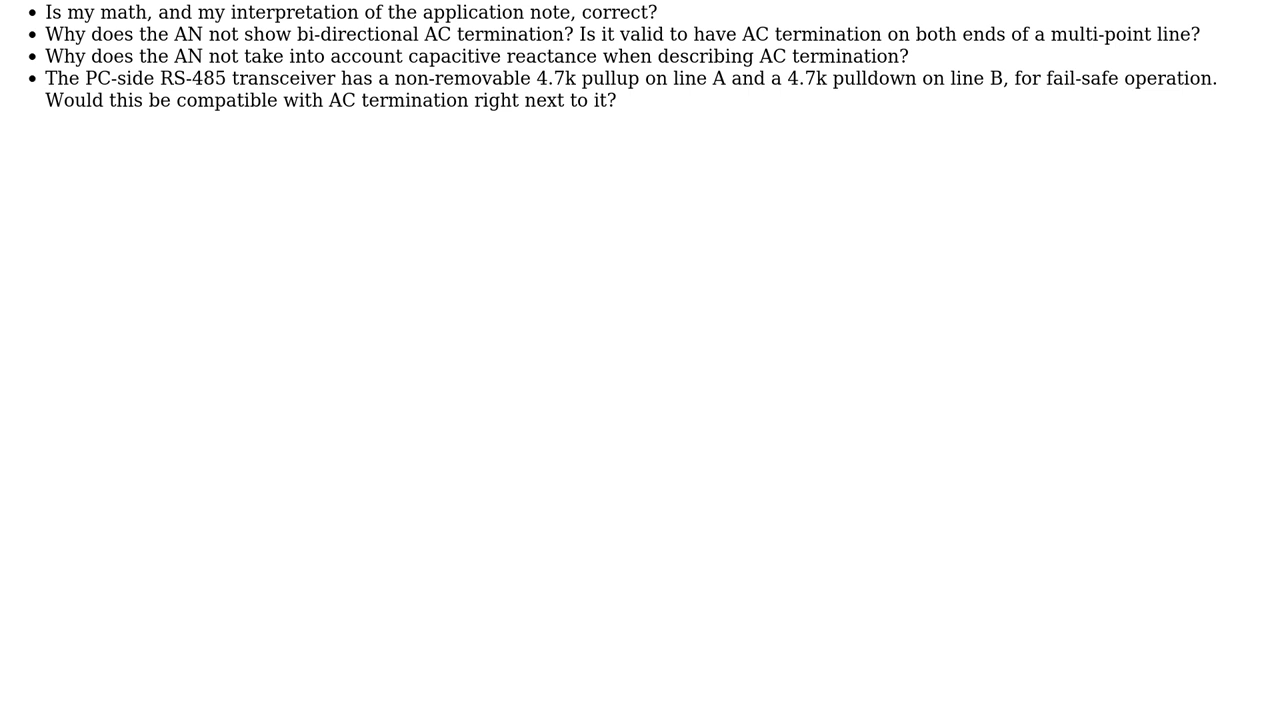 • Is my math, and my interpretation of the application note, correct?
• Why does the AN not show bi-directional AC termination? Is it valid to have AC termination on both ends of a multi-point line?
• Why does the AN not take into account capacitive reactance when describing AC termination?
• The PC-side RS-485 transceiver has a non-removable 4.7k pullup on line A and a 4.7k pulldown on line B, for fail-safe operation.
Would this be compatible with AC termination right next to it?